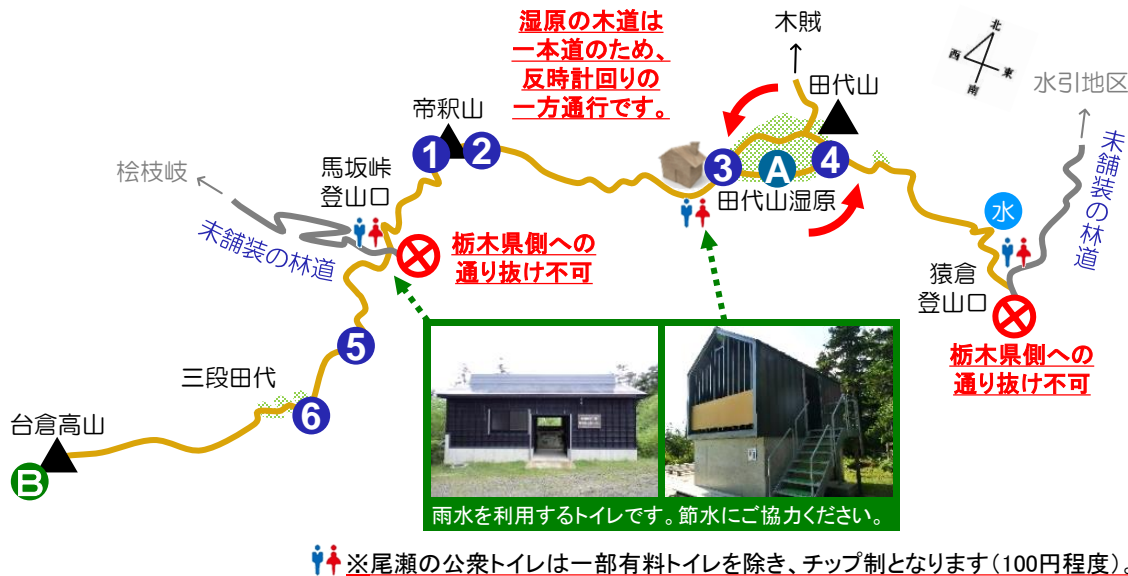 湿原の木道は
一本道のため、
反時計回りの
一方通行です。
木賊
北
西
東
南
水引地区
田代山
帝釈山
1
2
3
4
A
田代山湿原
馬坂峠
登山口
桧枝岐
未舗装の林道
未舗装の林道
水
栃木県側への
通り抜け不可
猿倉
登山口
栃木県側への
通り抜け不可
5
三段田代
6
台倉高山
B
雨水を利用するトイレです。節水にご協力ください。
※尾瀬の公衆トイレは一部有料トイレを除き、チップ制となります（100円程度）。